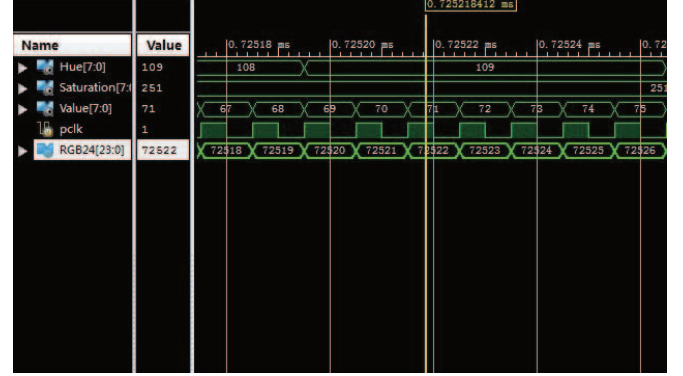 0.725218412 ms
Name Value 0.72518 ms 0.72520 ms 0.72522 ms 0.72524 ms 0.72
Hue[7:0] 109 108 109
Saturation[7:0 251 251
Value[7:0] 71 67 68 69 70 71 72 73 74 75
pclk 1
RGB24[23:0] 72522 72518 72519 72520 72521 72522 72523 72524 72525 72526